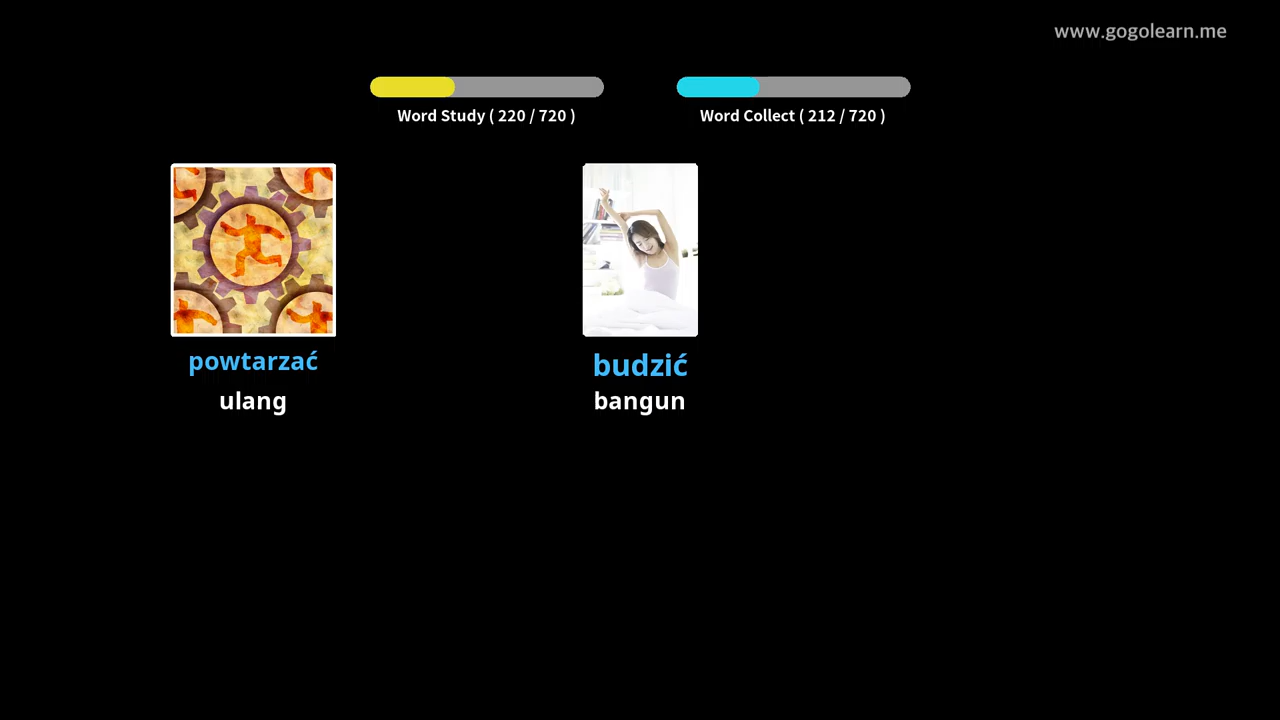 www.gogolearn.me
Word Study ( 220 / 720 )
Word Collect ( 212 / 720 )
powtarzać
ulang
budzić
bangun